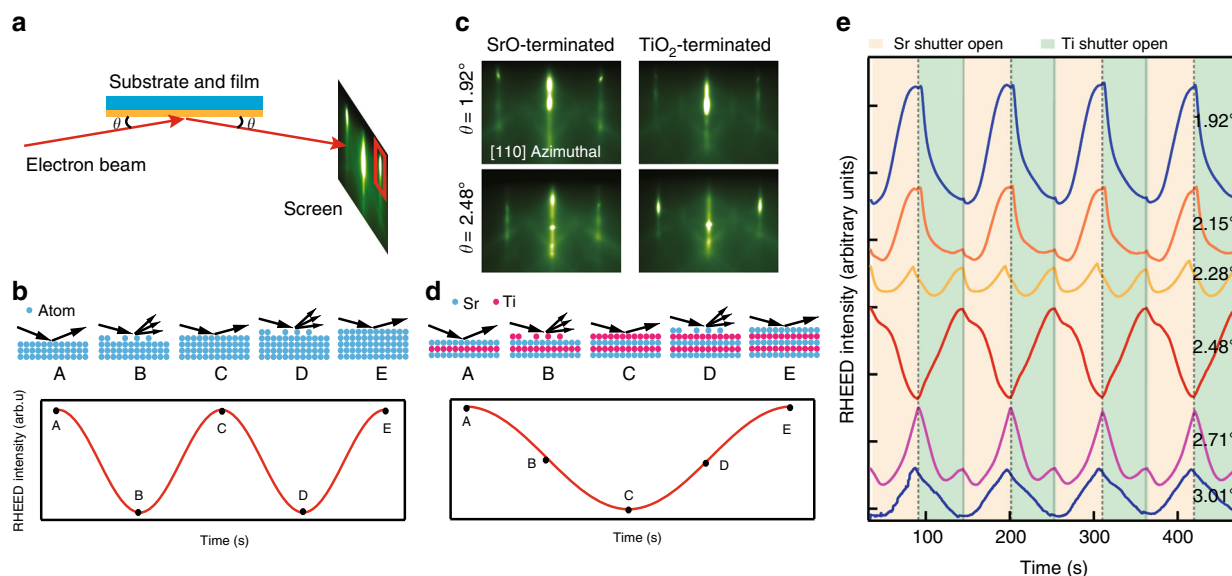 a
Substrate and film
θ
θ
Electron beam
Screen
b
Atom
A B C D E
RHEED intensity (arb.u)
A
B
C
D
E
Time (s)
c
SrO-terminated TiO₂-terminated
θ = 1.92°
[110] Azimuthal
θ = 2.48°
d
Sr Ti
A B C D E
A
B
C
D
E
Time (s)
e
Sr shutter open Ti shutter open
RHEED intensity (arbitrary units)
1.92°
2.15°
2.28°
2.48°
2.71°
3.01°
100 200 300 400
Time (s)